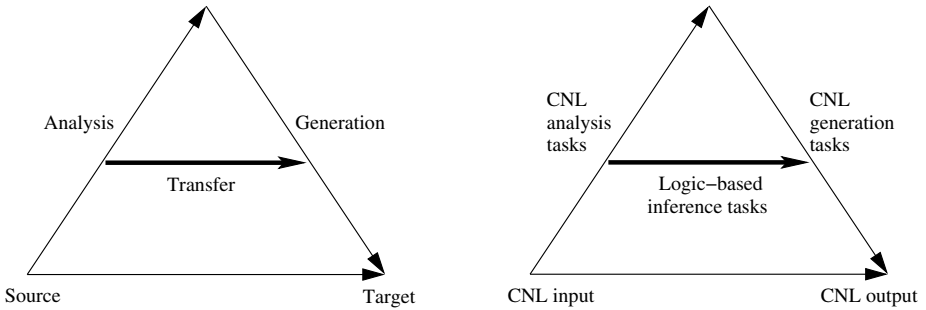 Analysis
Generation
Transfer
Source
Target
CNL
analysis
tasks
CNL
generation
tasks
Logic−based
inference tasks
CNL input
CNL output